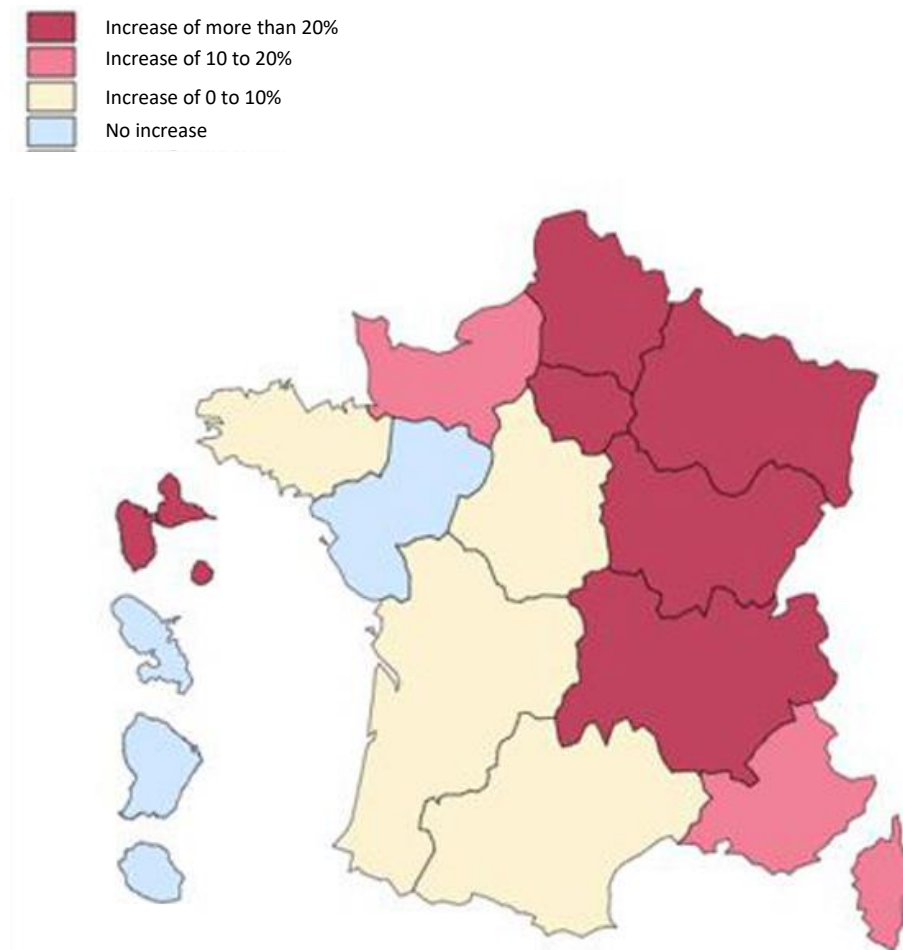 Increase of more than 20%
Increase of 10 to 20%
Increase of 0 to 10%
No increase